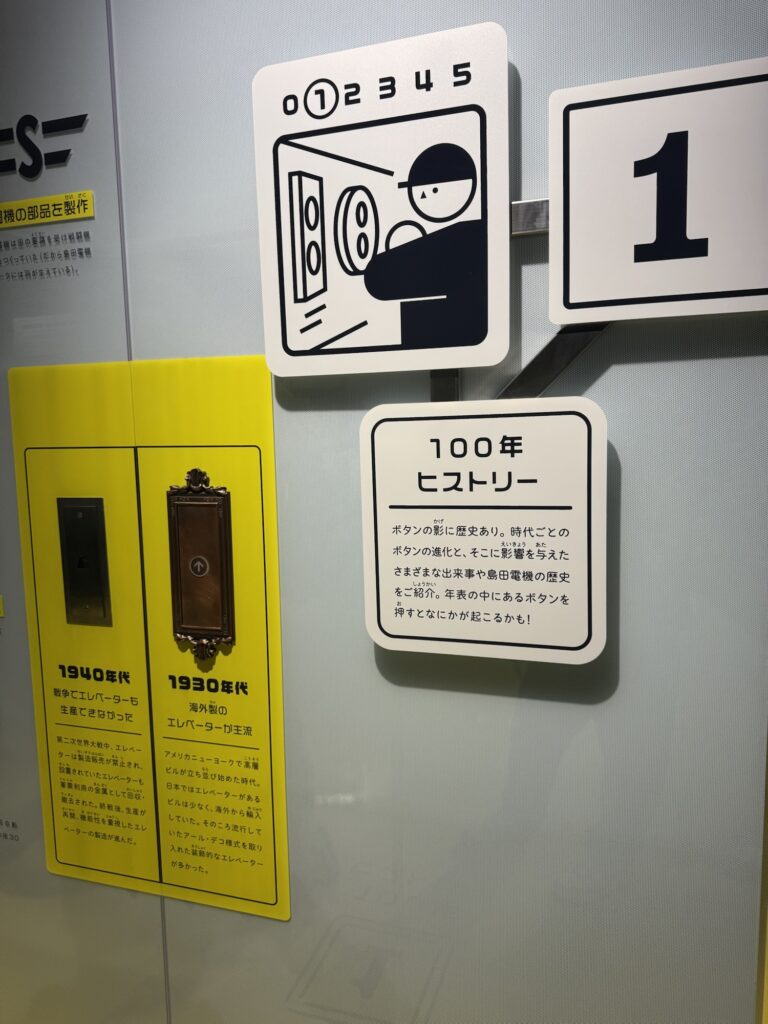 0 1 2 3 4 5
1
100年
ヒストリー
ボタンの影に歴史あり。時代ごとの
ボタンの進化と、そこに影響を与えた
さまざまな出来事や島田電機の歴史
をご紹介。年表の中にあるボタンを
押すとなにかが起こるかも!
S
機の部品を製作
1940年代
戦争でエレベーターも
生産できなかった
第二次世界大戦中、エレベー
ターは製造販売が禁止され、
設置されていたエレベーターも
軍需利用の金属として回収・
撤去された。終戦後、生産が
再開、機能性を重視したエレ
ベーターの製造が進んだ。
1930年代
海外製の
エレベーターが主流
アメリカニューヨークで高層
ビルが立ち並び始めた時代。
日本ではエレベーターがある
ビルは少なく、海外から輸入
していた。そのころ流行して
いたアール・デコ様式を取り
入れた装飾的なエレベーター
が多かった。